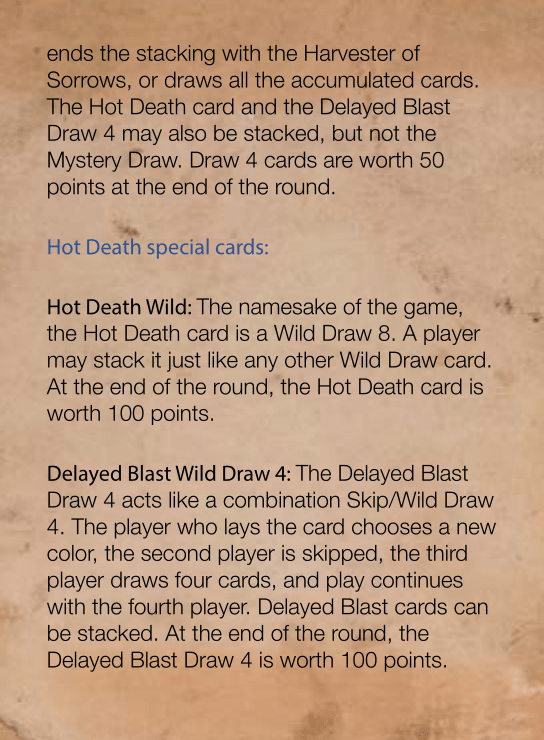 ends the stacking with the Harvester of
Sorrows, or draws all the accumulated cards.
The Hot Death card and the Delayed Blast
Draw 4 may also be stacked, but not the
Mystery Draw. Draw 4 cards are worth 50
points at the end of the round.
Hot Death special cards:
Hot Death Wild: The namesake of the game,
the Hot Death card is a Wild Draw 8. A player
may stack it just like any other Wild Draw card.
At the end of the round, the Hot Death card is
worth 100 points.
Delayed Blast Wild Draw 4: The Delayed Blast
Draw 4 acts like a combination Skip/Wild Draw
4. The player who lays the card chooses a new
color, the second player is skipped, the third
player draws four cards, and play continues
with the fourth player. Delayed Blast cards can
be stacked. At the end of the round, the
Delayed Blast Draw 4 is worth 100 points.